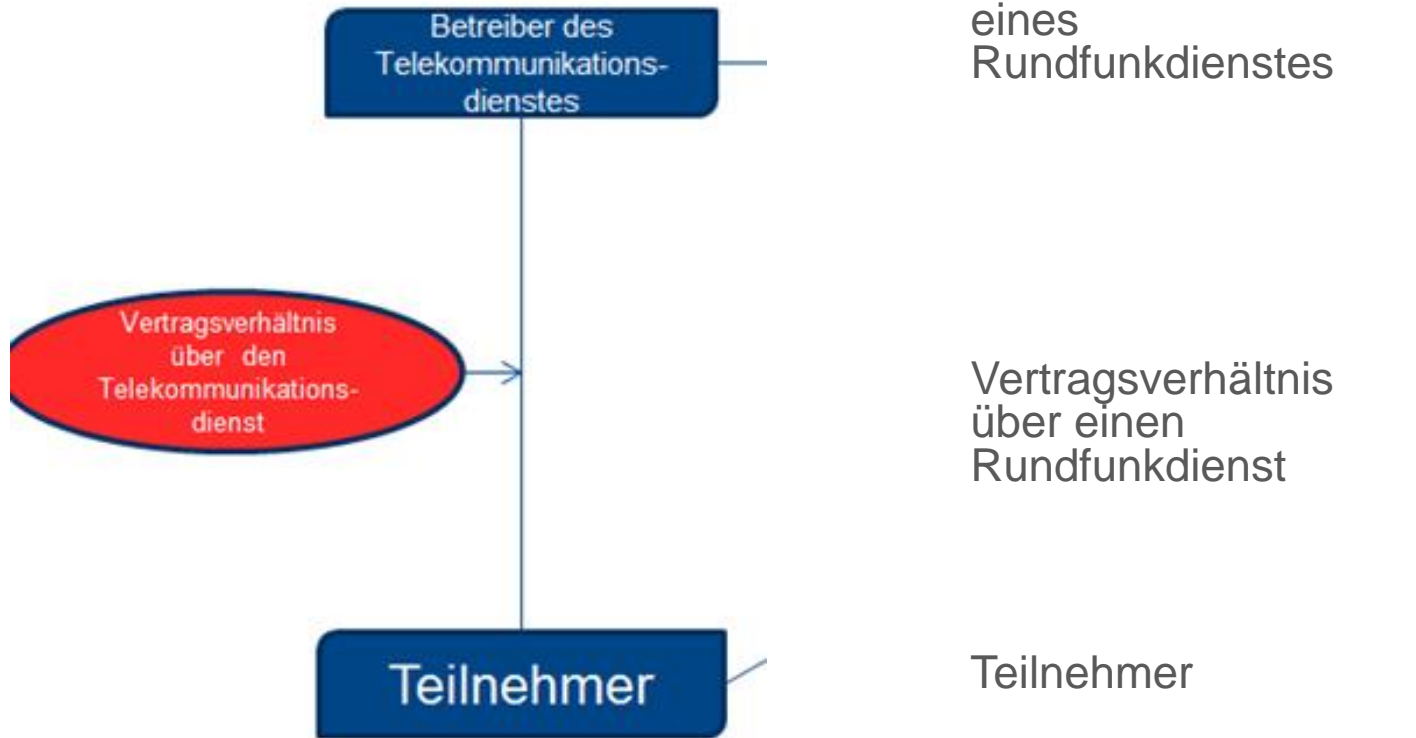 Betreiber des
Telekommunikations-
dienstes
eines
Rundfunkdienstes
Vertragsverhältnis
über den
Telekommunikations-
dienst
Vertragsverhältnis
über einen
Rundfunkdienst
Teilnehmer
Teilnehmer